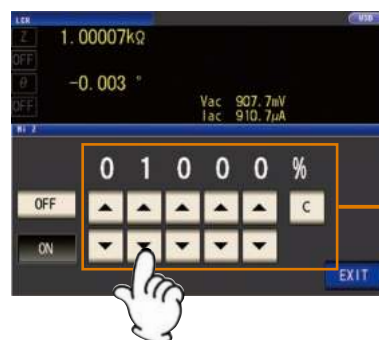 LCR USB
Z 1.00007kΩ
OFF
θ -0.003 °
OFF Vac 907.7mV
Iac 910.7μA
Hi Z
0 1 0 0 0 %
OFF C
ON
EXIT